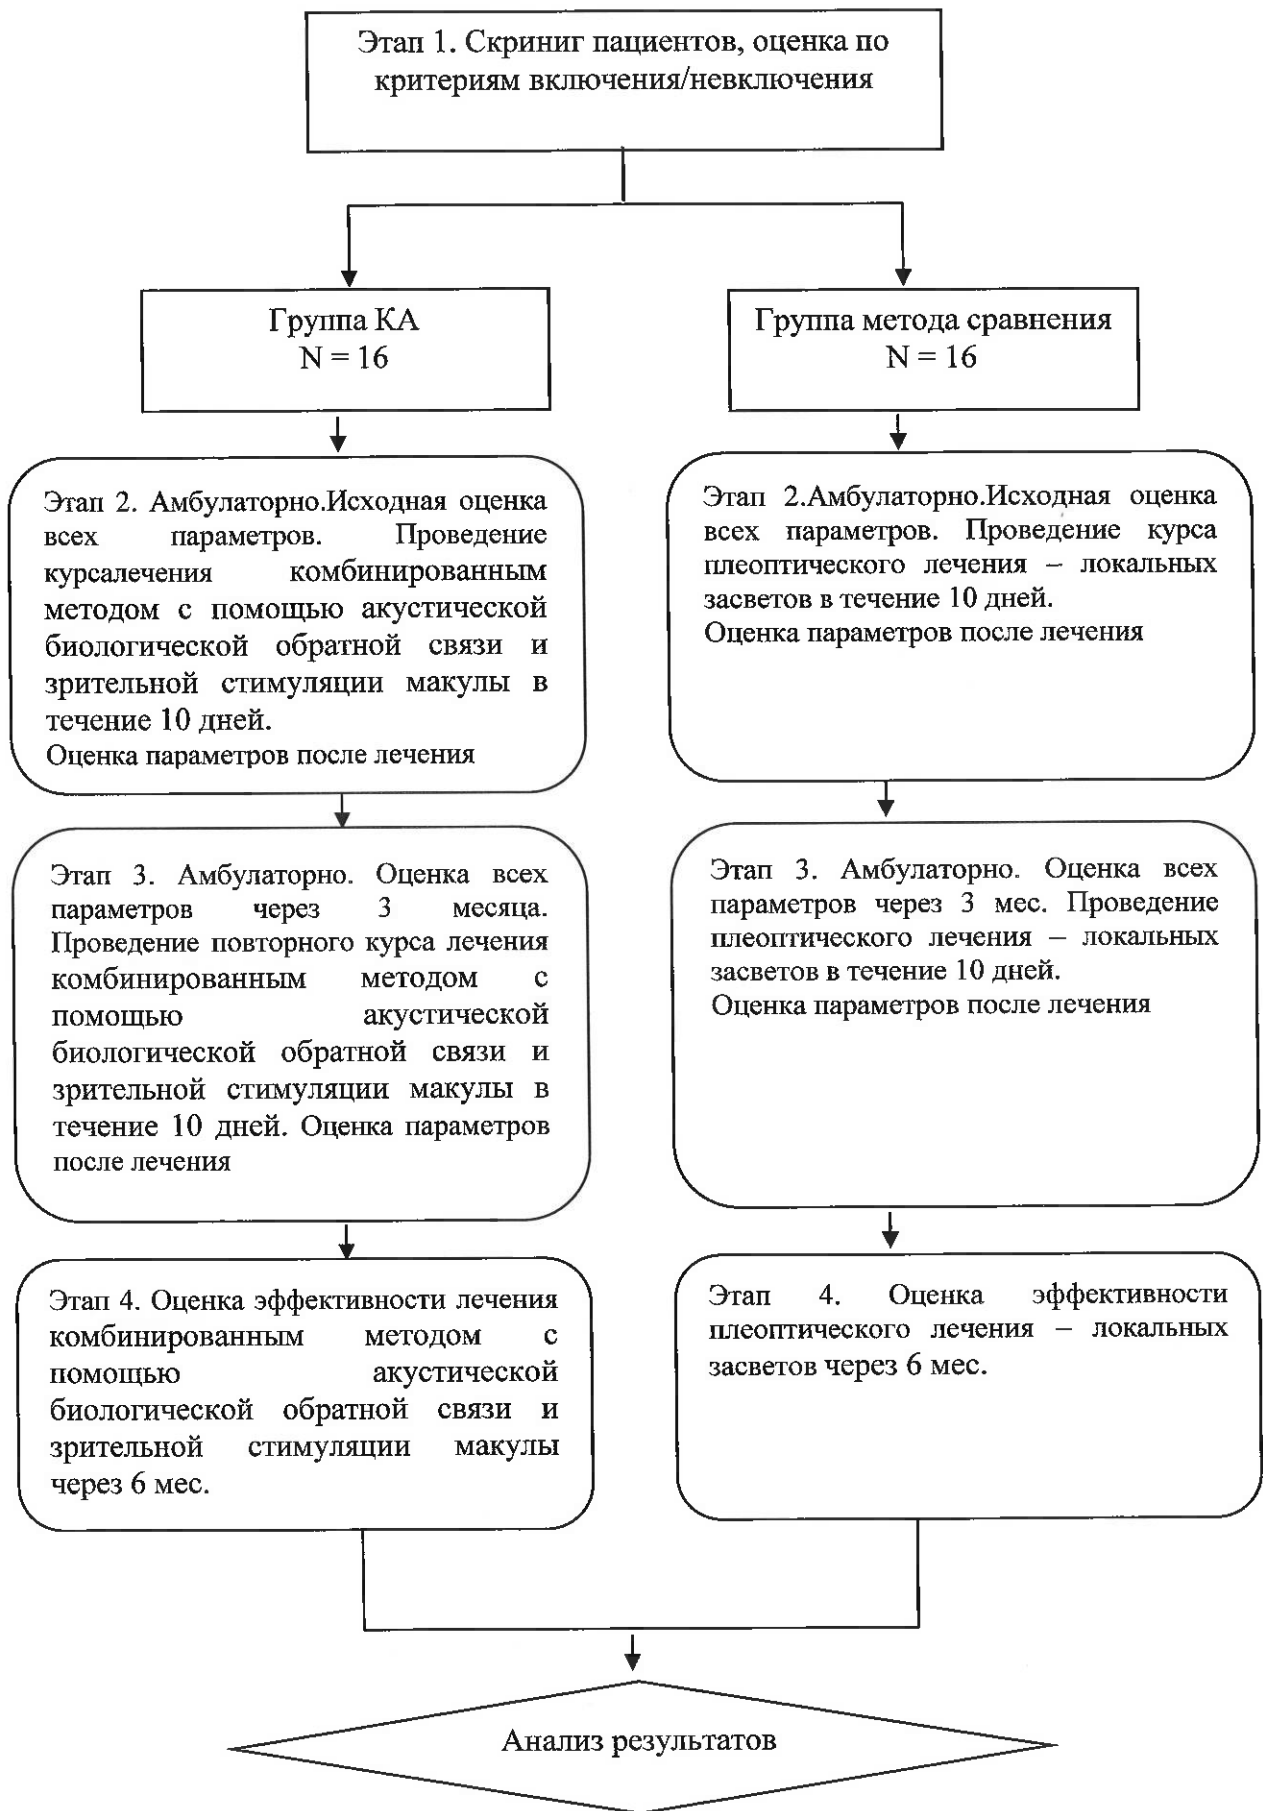 Этап 1. Скриниг пациентов, оценка по
критериям включения/невключения
Группа КА
N = 16
Группа метода сравнения
N = 16
Этап 2. Амбулаторно.Исходная оценка
всех параметров. Проведение
курсалечения комбинированным
методом с помощью акустической
биологической обратной связи и
зрительной стимуляции макулы в
течение 10 дней.
Оценка параметров после лечения
Этап 2.Амбулаторно.Исходная оценка
всех параметров. Проведение курса
плеоптического лечения – локальных
засветов в течение 10 дней.
Оценка параметров после лечения
Этап 3. Амбулаторно. Оценка всех
параметров через 3 месяца.
Проведение повторного курса лечения
комбинированным методом с
помощью акустической
биологической обратной связи и
зрительной стимуляции макулы в
течение 10 дней. Оценка параметров
после лечения
Этап 3. Амбулаторно. Оценка всех
параметров через 3 мес. Проведение
плеоптического лечения – локальных
засветов в течение 10 дней.
Оценка параметров после лечения
Этап 4. Оценка эффективности лечения
комбинированным методом с
помощью акустической
биологической обратной связи и
зрительной стимуляции макулы
через 6 мес.
Этап 4. Оценка эффективности
плеоптического лечения – локальных
засветов через 6 мес.
Анализ результатов